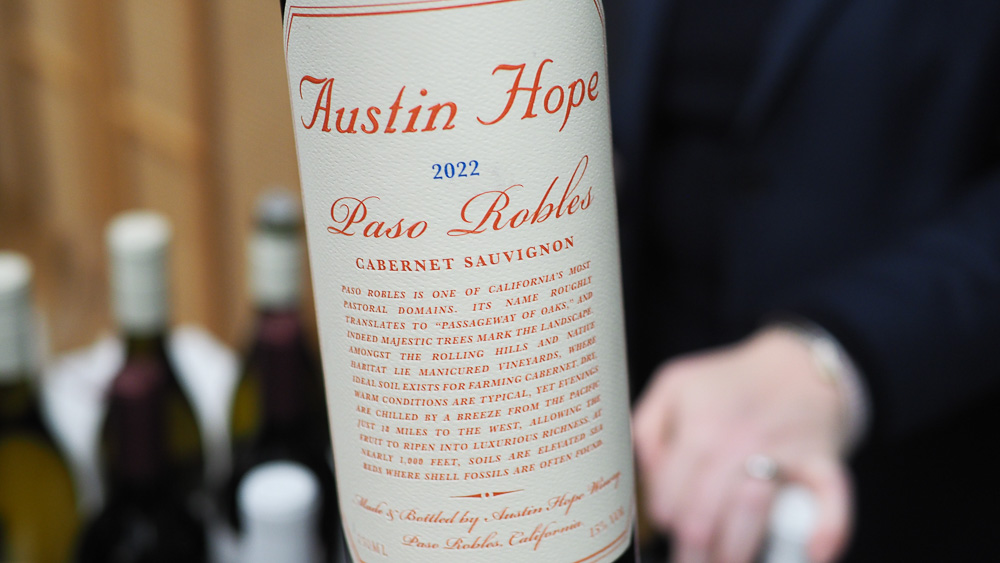 Austin Hope
2022
Paso Robles
CABERNET SAUVIGNON
PASO ROBLES IS ONE OF CALIFORNIA'S MOST
PASTORAL DOMAINS. ITS NAME ROUGHLY
TRANSLATES TO "PASSAGEWAY OF OAKS," AND
INDEED MAJESTIC TREES MARK THE LANDSCAPE.
AMONGST THE ROLLING HILLS AND NATIVE
HABITAT LIE MANICURED VINEYARDS, WHERE
IDEAL SOIL EXISTS FOR FARMING CABERNET. DRY,
WARM CONDITIONS ARE TYPICAL, YET EVENINGS
ARE CHILLED BY A BREEZE FROM THE PACIFIC
JUST 12 MILES TO THE WEST, ALLOWING THE
FRUIT TO RIPEN INTO LUXURIOUS RICHNESS. AT
NEARLY 1,000 FEET, SOILS ARE ELEVATED SEA
BEDS WHERE SHELL FOSSILS ARE OFTEN FOUND.
Made & Bottled by Austin Hope Winery
Paso Robles, California